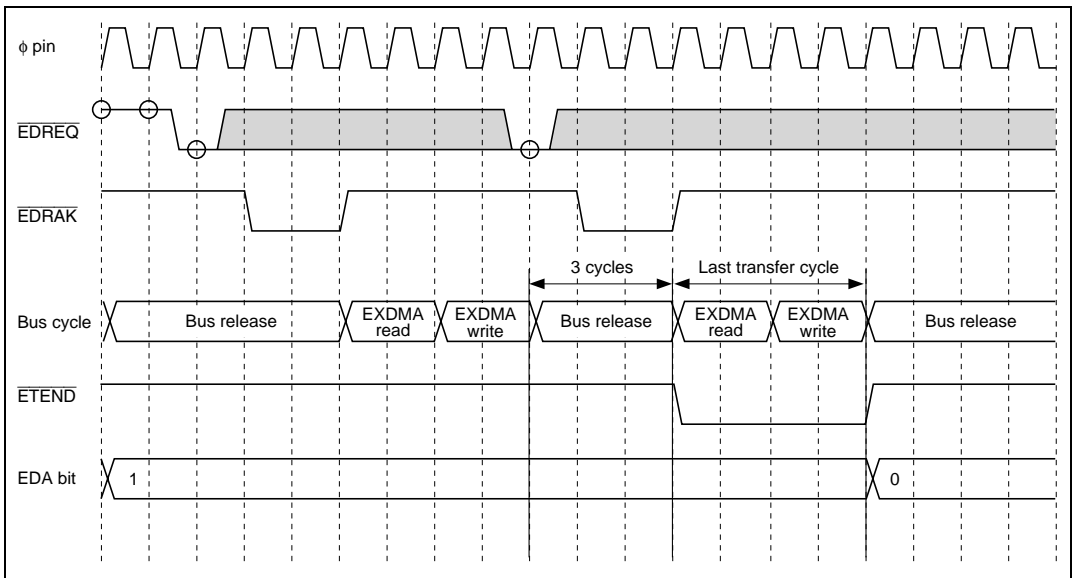 φ pin
EDREQ
EDRAK
3 cycles
Last transfer cycle
Bus cycle
Bus release
EXDMA
read
EXDMA
write
Bus release
EXDMA
read
EXDMA
write
Bus release
ETEND
EDA bit
1
0